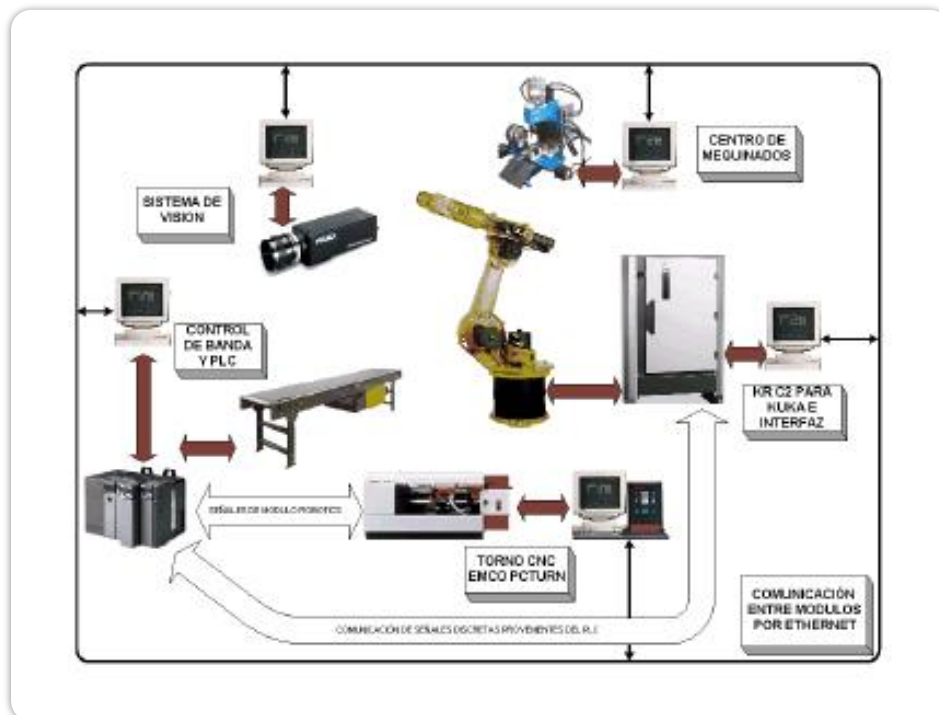 CENTRO DE
MEQUINADOS
SISTEMA DE
VISION
CONTROL
DE BANDA
Y PLC
KR C2 PARA
KUKA E
INTERFAZ
SEÑALES DE MODULO ROBOTICO
TORNO CNC
EMCO PCTURN
COMUNICACIÓN
ENTRE MODULOS
POR ETHERNET
COMUNICACIÓN DE SEÑALES DISCRETAS PROVENIENTES DEL PLC